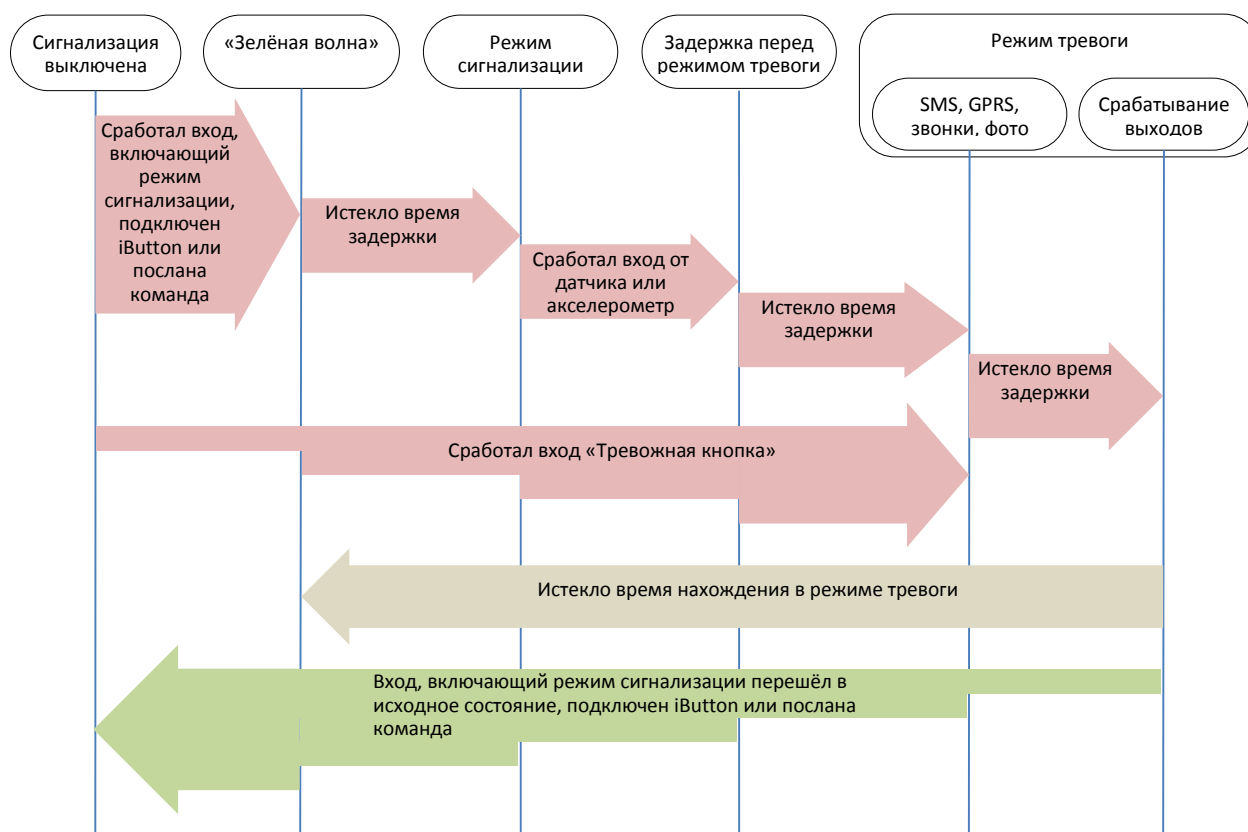 Сигнализация
выключена
«Зелёная волна»
Режим
сигнализации
Задержка перед
режимом тревоги
Режим тревоги
SMS, GPRS,
звонки, фото
Срабатывание
выходов
Сработал вход,
включающий
режим
сигнализации,
подключен
iButton или
послана
команда
Истекло время
задержки
Сработал вход от
датчика или
акселерометр
Истекло время
задержки
Истекло время
задержки
Сработал вход «Тревожная кнопка»
Истекло время нахождения в режиме тревоги
Вход, включающий режим сигнализации перешёл в
исходное состояние, подключен iButton или послана
команда